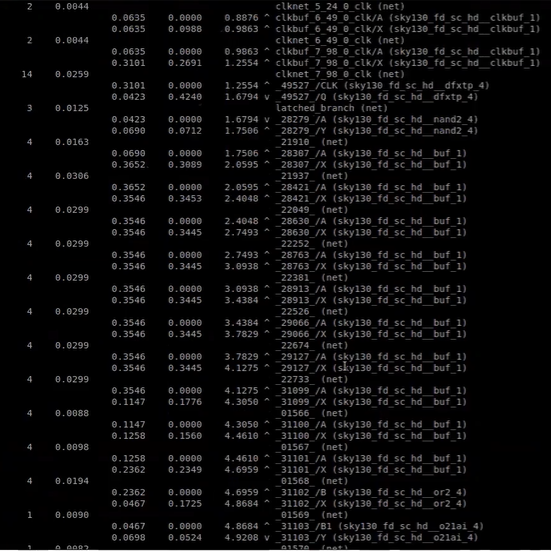 2 0.0044 clknet_5_24_0_clk (net)
0.0635 0.0000 0.8876 ^ clkbuf_6_49_0_clk/A (sky130_fd_sc_hd__clkbuf_1)
0.0635 0.0988 0.9863 ^ clkbuf_6_49_0_clk/X (sky130_fd_sc_hd__clkbuf_1)
2 0.0044 clknet_6_49_0_clk (net)
0.0635 0.0000 0.9863 ^ clkbuf_7_98_0_clk/A (sky130_fd_sc_hd__clkbuf_1)
0.3101 0.2691 1.2554 ^ clkbuf_7_98_0_clk/X (sky130_fd_sc_hd__clkbuf_1)
14 0.0259 clknet_7_98_0_clk (net)
0.3101 0.0000 1.2554 ^ _49527_/CLK (sky130_fd_sc_hd__dfxtp_4)
0.0423 0.4240 1.6794 v _49527_/Q (sky130_fd_sc_hd__dfxtp_4)
3 0.0125 latched_branch (net)
0.0423 0.0000 1.6794 v _28279_/A (sky130_fd_sc_hd__nand2_4)
0.0690 0.0712 1.7506 ^ _28279_/Y (sky130_fd_sc_hd__nand2_4)
4 0.0163 _21910_ (net)
0.0690 0.0000 1.7506 ^ _28307_/A (sky130_fd_sc_hd__buf_1)
0.3652 0.3089 2.0595 ^ _28307_/X (sky130_fd_sc_hd__buf_1)
4 0.0306 _21937_ (net)
0.3652 0.0000 2.0595 ^ _28421_/A (sky130_fd_sc_hd__buf_1)
0.3546 0.3453 2.4048 ^ _28421_/X (sky130_fd_sc_hd__buf_1)
4 0.0299 _22049_ (net)
0.3546 0.0000 2.4048 ^ _28630_/A (sky130_fd_sc_hd__buf_1)
0.3546 0.3445 2.7493 ^ _28630_/X (sky130_fd_sc_hd__buf_1)
4 0.0299 _22252_ (net)
0.3546 0.0000 2.7493 ^ _28763_/A (sky130_fd_sc_hd__buf_1)
0.3546 0.3445 3.0938 ^ _28763_/X (sky130_fd_sc_hd__buf_1)
4 0.0299 _22381_ (net)
0.3546 0.0000 3.0938 ^ _28913_/A (sky130_fd_sc_hd__buf_1)
0.3546 0.3445 3.4384 ^ _28913_/X (sky130_fd_sc_hd__buf_1)
4 0.0299 _22526_ (net)
0.3546 0.0000 3.4384 ^ _29066_/A (sky130_fd_sc_hd__buf_1)
0.3546 0.3445 3.7829 ^ _29066_/X (sky130_fd_sc_hd__buf_1)
4 0.0299 _22674_ (net)
0.3546 0.0000 3.7829 ^ _29127_/A (sky130_fd_sc_hd__buf_1)
0.3546 0.3445 4.1275 ^ _29127_/X (sky130_fd_sc_hd__buf_1)
4 0.0299 _22733_ (net)
0.3546 0.0000 4.1275 ^ _31099_/A (sky130_fd_sc_hd__buf_1)
0.1147 0.1776 4.3050 ^ _31099_/X (sky130_fd_sc_hd__buf_1)
4 0.0088 _01566_ (net)
0.1147 0.0000 4.3050 ^ _31100_/A (sky130_fd_sc_hd__buf_1)
0.1258 0.1560 4.4610 ^ _31100_/X (sky130_fd_sc_hd__buf_1)
4 0.0098 _01567_ (net)
0.1258 0.0000 4.4610 ^ _31101_/A (sky130_fd_sc_hd__buf_1)
0.2362 0.2349 4.6959 ^ _31101_/X (sky130_fd_sc_hd__buf_1)
4 0.0194 _01568_ (net)
0.2362 0.0000 4.6959 ^ _31102_/B (sky130_fd_sc_hd__or2_4)
0.0467 0.1725 4.8684 ^ _31102_/X (sky130_fd_sc_hd__or2_4)
1 0.0090 _01569_ (net)
0.0467 0.0000 4.8684 ^ _31103_/B1 (sky130_fd_sc_hd__o21ai_4)
0.0698 0.0524 4.9208 v _31103_/Y (sky130_fd_sc_hd__o21ai_4)
1 0.0082 _01570_ (net)